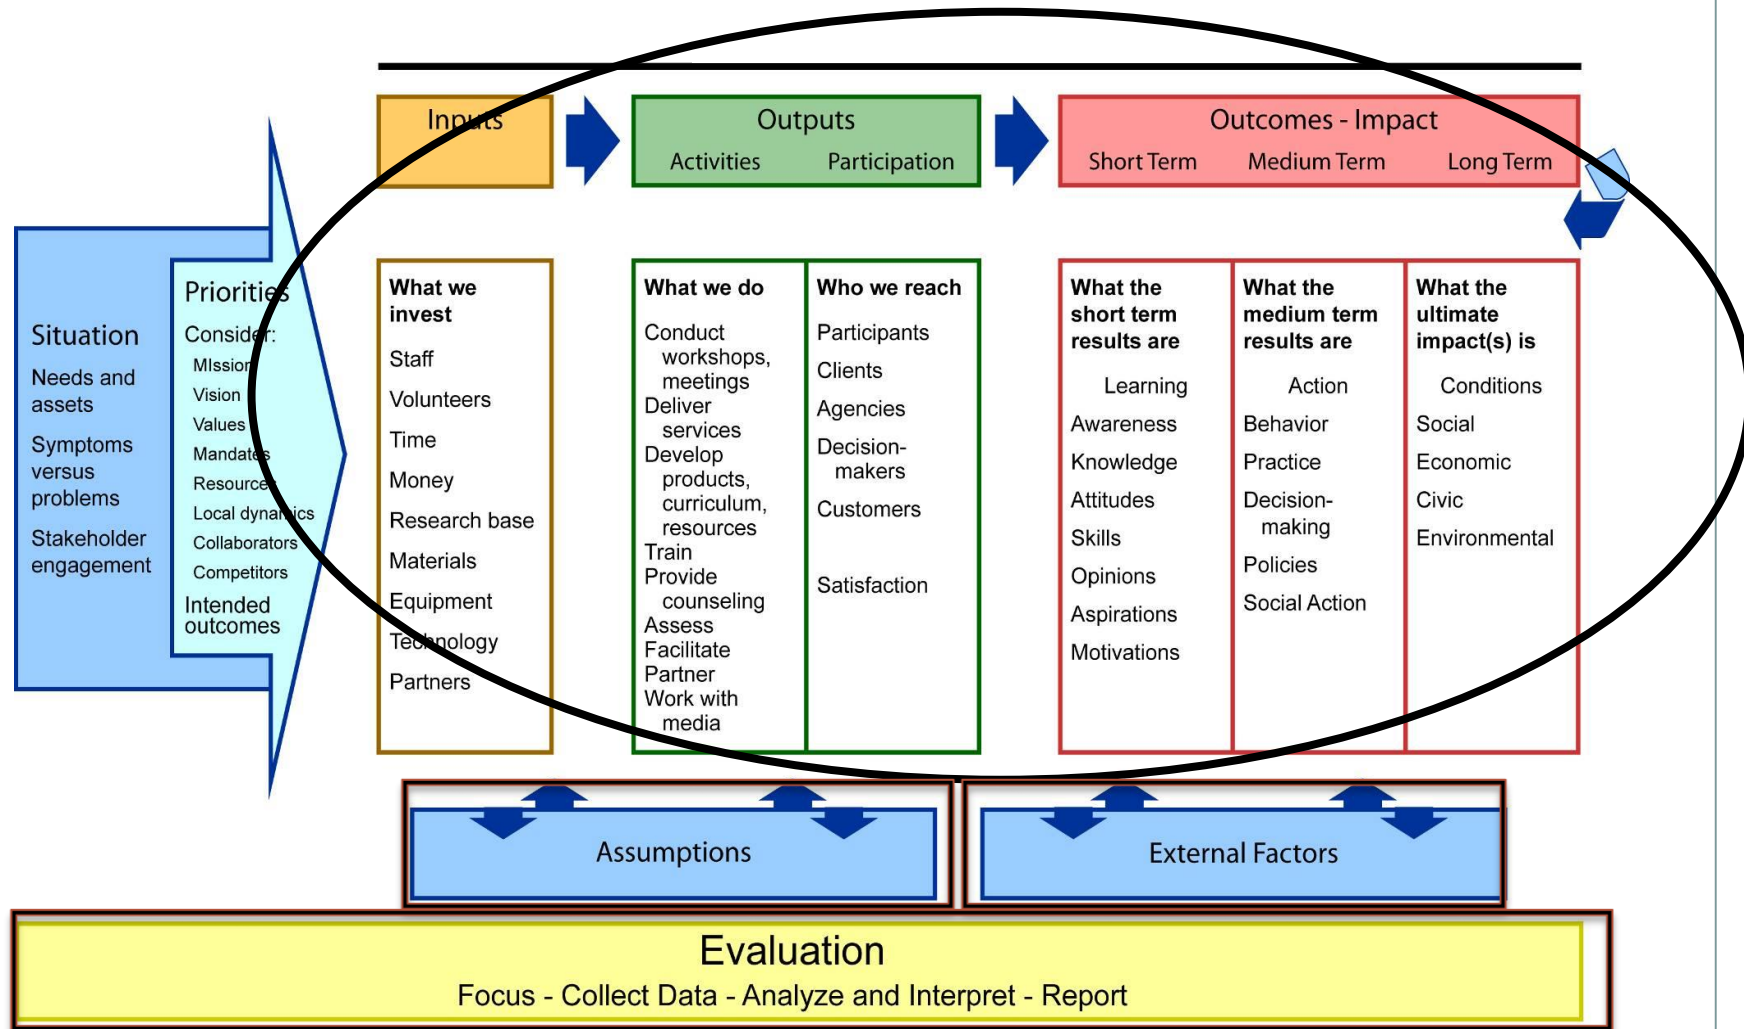 Inputs
Outputs
Activities Participation
Outcomes - Impact
Short Term Medium Term Long Term
Situation
Needs and
assets
Symptoms
versus
problems
Stakeholder
engagement
Priorities
Consider:
MIssion
Vision
Values
Mandates
Resources
Local dynamics
Collaborators
Competitors
Intended
outcomes
What we
invest
Staff
Volunteers
Time
Money
Research base
Materials
Equipment
Technology
Partners
What we do
Conduct
workshops,
meetings
Deliver
services
Develop
products,
curriculum,
resources
Train
Provide
counseling
Assess
Facilitate
Partner
Work with
media
Who we reach
Participants
Clients
Agencies
Decision-
makers
Customers
Satisfaction
What the
short term
results are
Learning
Awareness
Knowledge
Attitudes
Skills
Opinions
Aspirations
Motivations
What the
medium term
results are
Action
Behavior
Practice
Decision-
making
Policies
Social Action
What the
ultimate
impact(s) is
Conditions
Social
Economic
Civic
Environmental
Assumptions
External Factors
Evaluation
Focus - Collect Data - Analyze and Interpret - Report